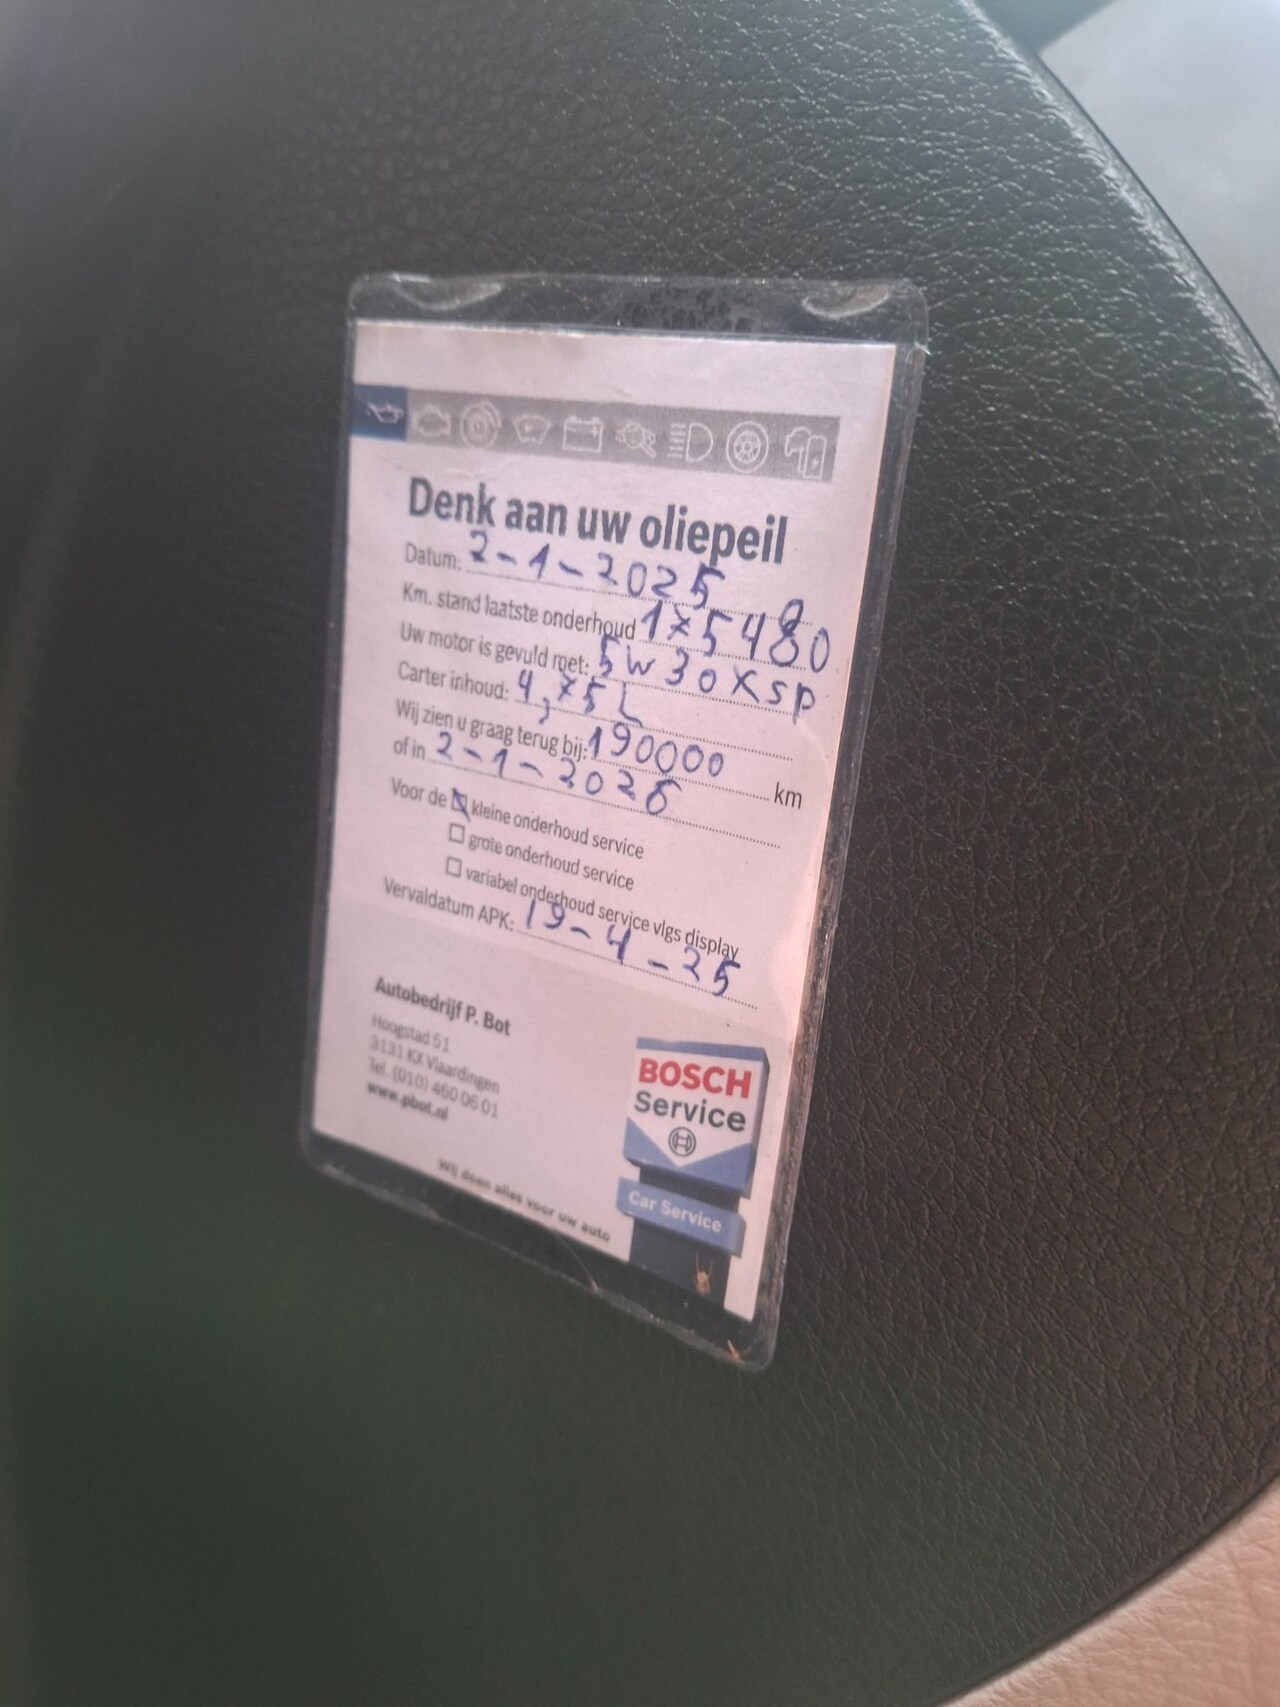 Denk aan uw oliepeil
Datum: 2-1-2025
Km. stand laatste onderhoud 175480
Uw motor is gevuld met: 5W30 XSP
Carter inhoud: 4,75 L
Wij zien u graag terug bij: 190000 km
of in 2-1-2026
Voor de kleine onderhoud service
grote onderhoud service
variabel onderhoud service vlgs display
Vervaldatum APK: 19-4-25
Autobedrijf P. Bot
Hoogstad 51
3131 KX Vlaardingen
Tel. (010) 460 06 01
www.pbot.nl
Wij doen alles voor uw auto
BOSCH
Service
Car Service